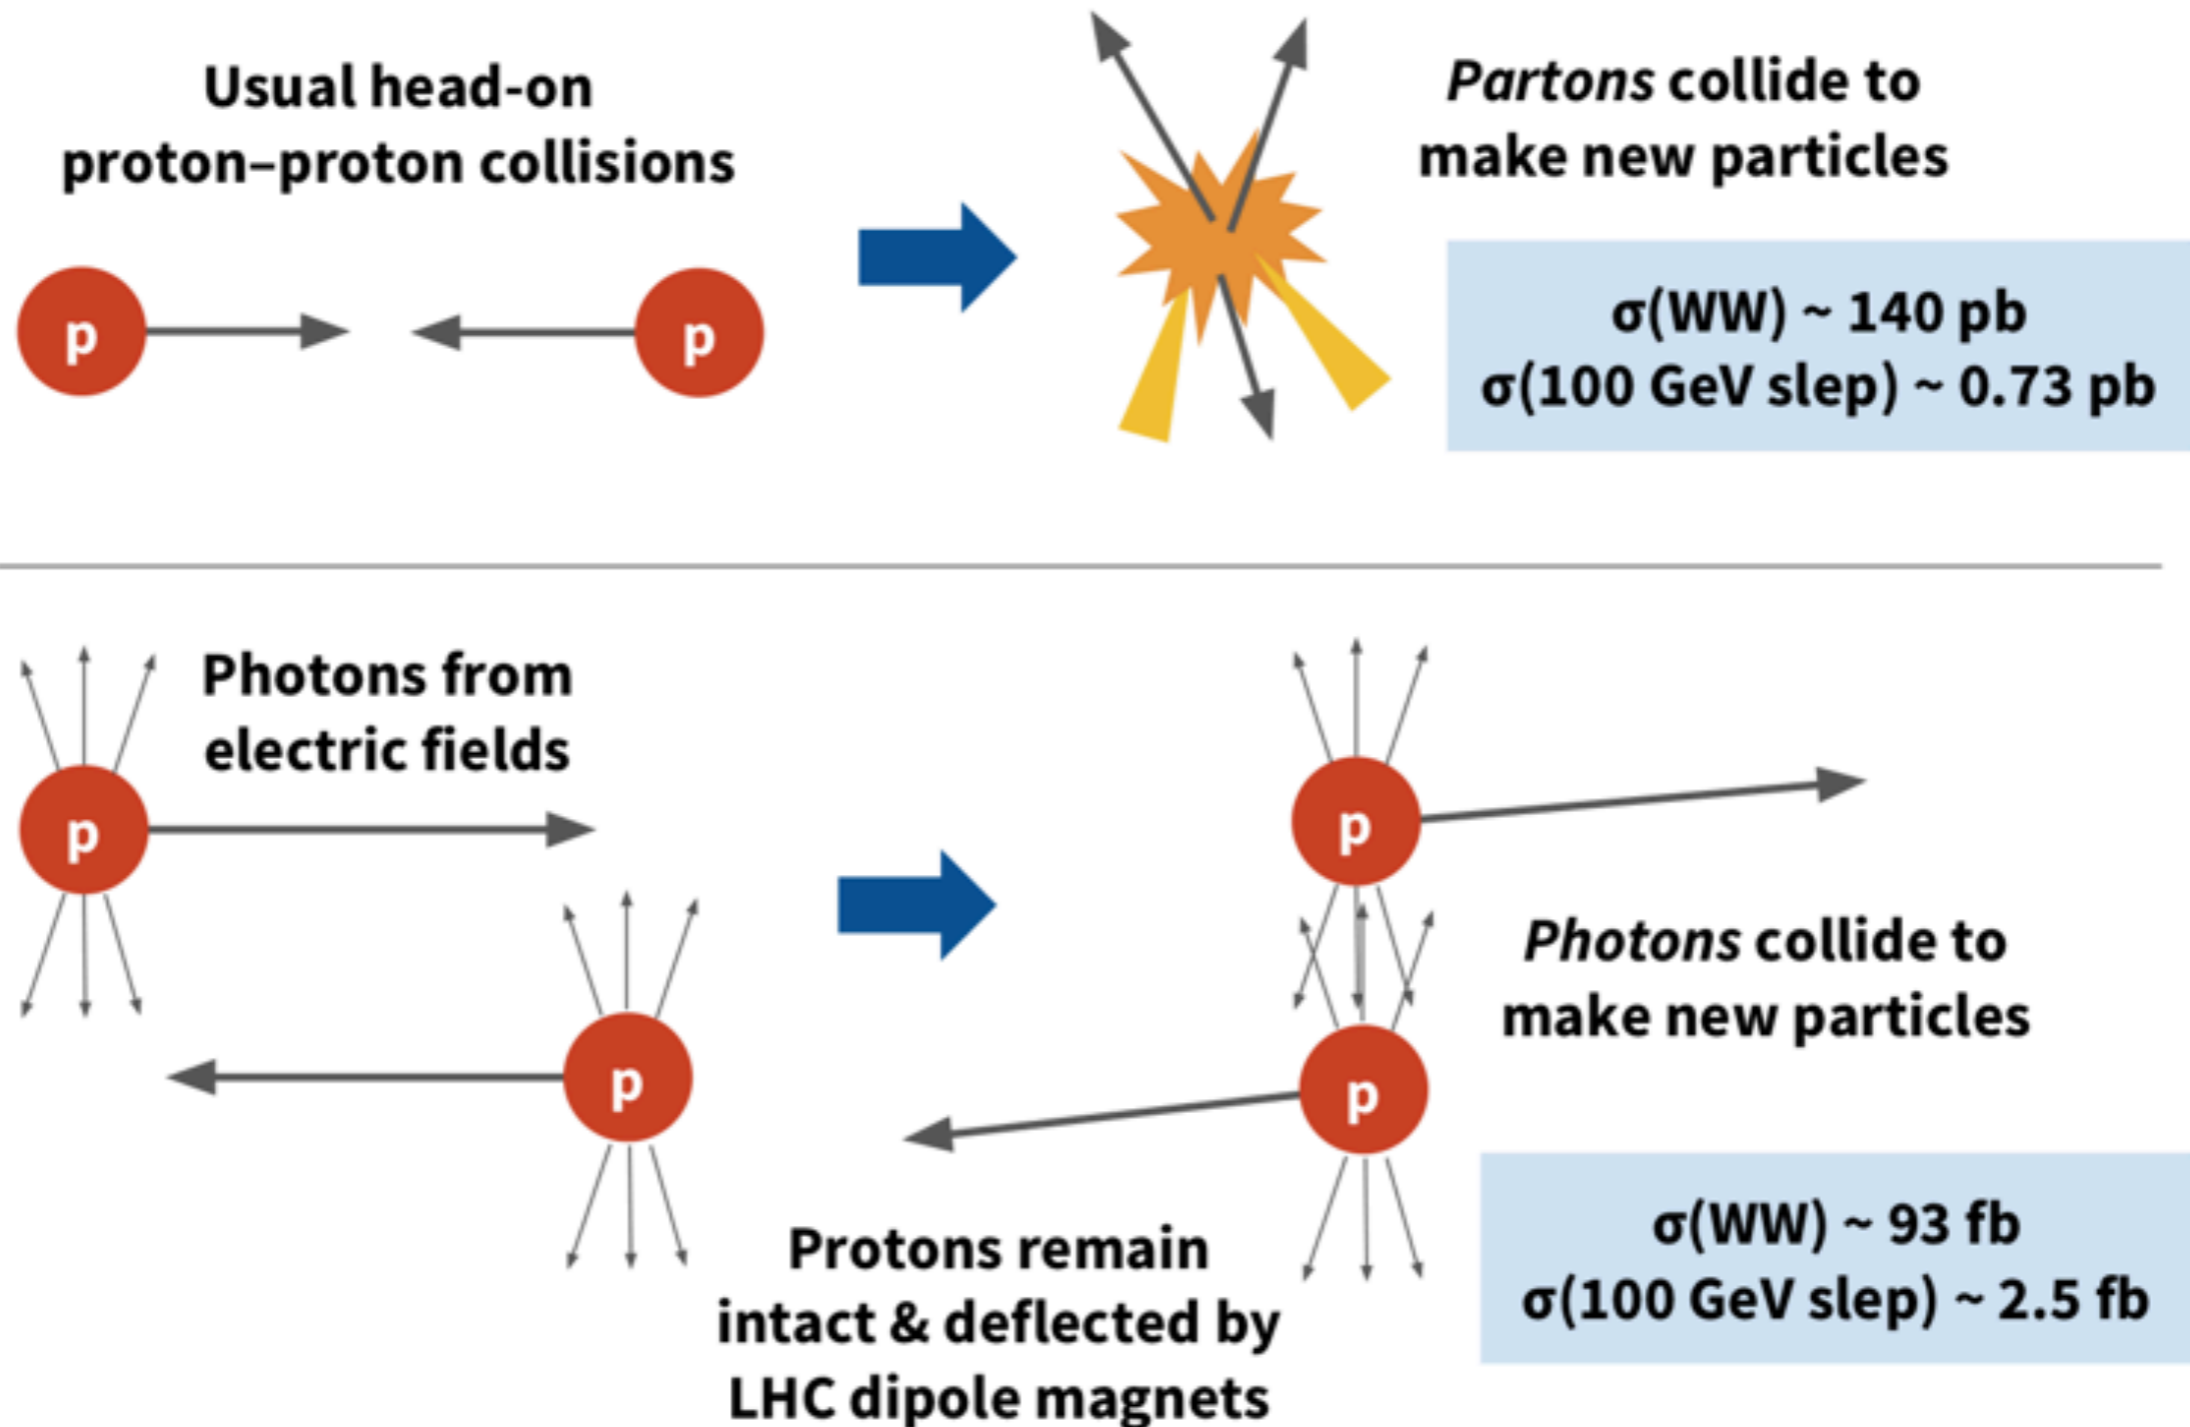 Usual head-on
proton–proton collisions
p
p
Partons collide to
make new particles
σ(WW) ~ 140 pb
σ(100 GeV slep) ~ 0.73 pb
Photons from
electric fields
p
p
p
p
Photons collide to
make new particles
Protons remain
intact & deflected by
LHC dipole magnets
σ(WW) ~ 93 fb
σ(100 GeV slep) ~ 2.5 fb